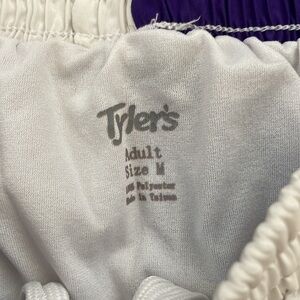 Tyler's
Adult
Size M
100% Polyester
Made in Taiwan